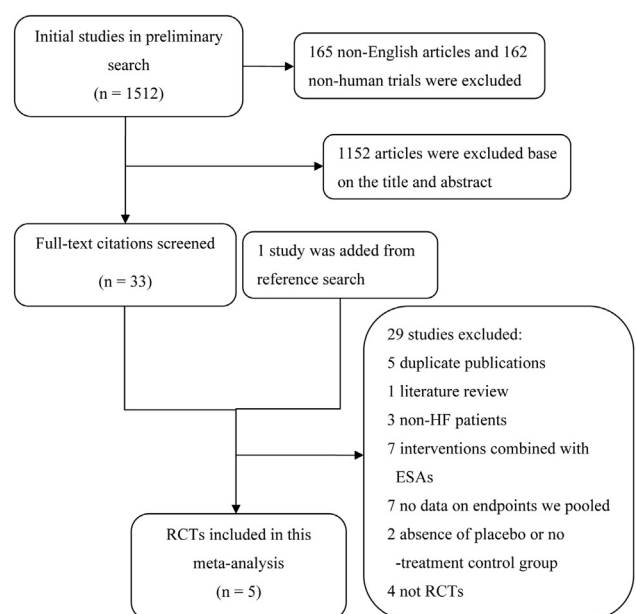 Initial studies in preliminary
search
(n = 1512)
165 non-English articles and 162
non-human trials were excluded
1152 articles were excluded base
on the title and abstract
Full-text citations screened
(n = 33)
1 study was added from
reference search
29 studies excluded:
5 duplicate publications
1 literature review
3 non-HF patients
7 interventions combined with
ESAs
7 no data on endpoints we pooled
2 absence of placebo or no
-treatment control group
4 not RCTs
RCTs included in this
meta-analysis
(n = 5)